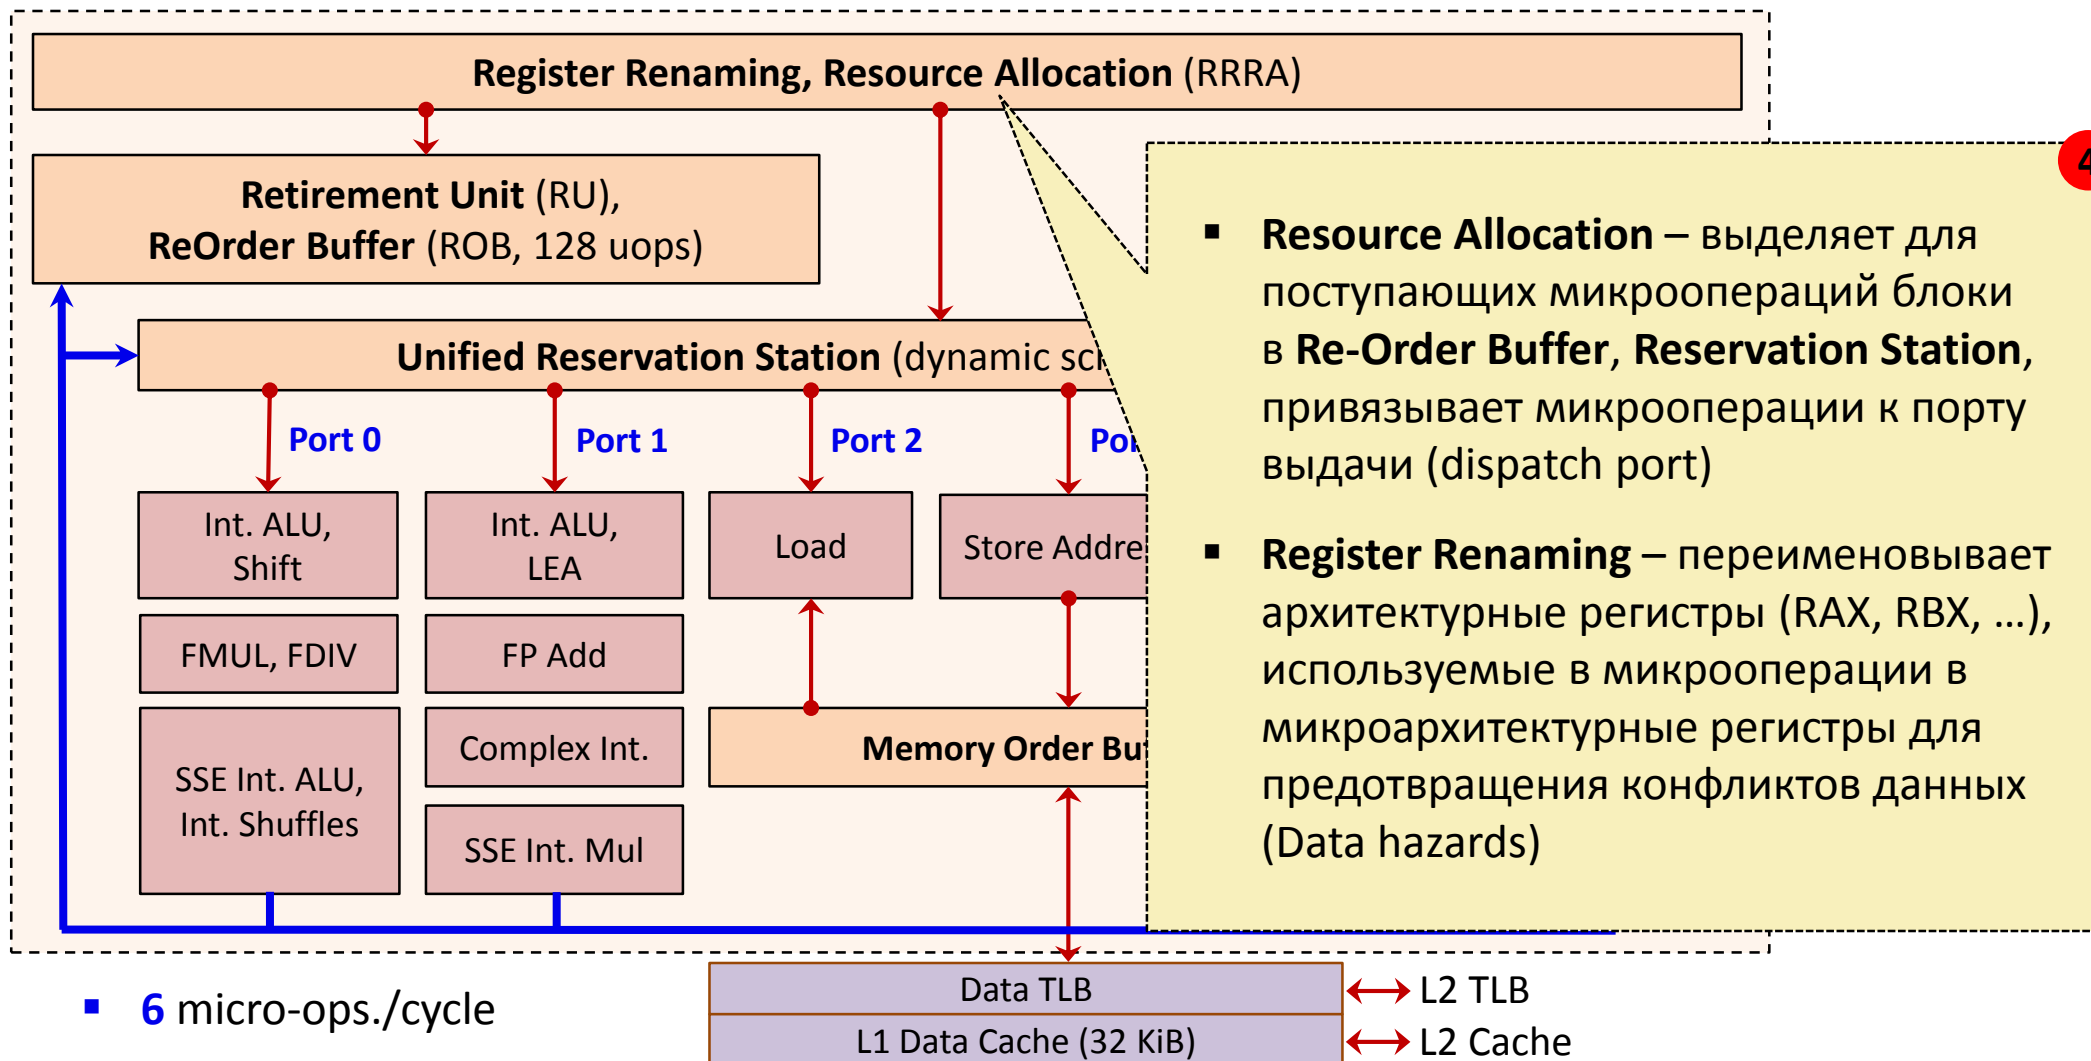 Register Renaming, Resource Allocation (RRRA)
Retirement Unit (RU),
ReOrder Buffer (ROB, 128 uops)
Unified Reservation Station (dynamic
Port 0
Port 1
Port 2
Int. ALU,
Shift
Int. ALU,
LEA
Load
Store
FMUL, FDIV
FP Add
SSE Int. ALU,
Int. Shuffles
Complex Int.
SSE Int. Mul
Memory Order
4
▪ Resource Allocation – выделяет для
поступающих микроопераций блоки
в Re-Order Buffer, Reservation Station,
привязывает микрооперации к порту
выдачи (dispatch port)
▪ Register Renaming – переименовывает
архитектурные регистры (RAX, RBX, …),
используемые в микрооперации в
микроархитектурные регистры для
предотвращения конфликтов данных
(Data hazards)
▪ 6 micro-ops./cycle
Data TLB
L2 TLB
L1 Data Cache (32 KiB)
L2 Cache